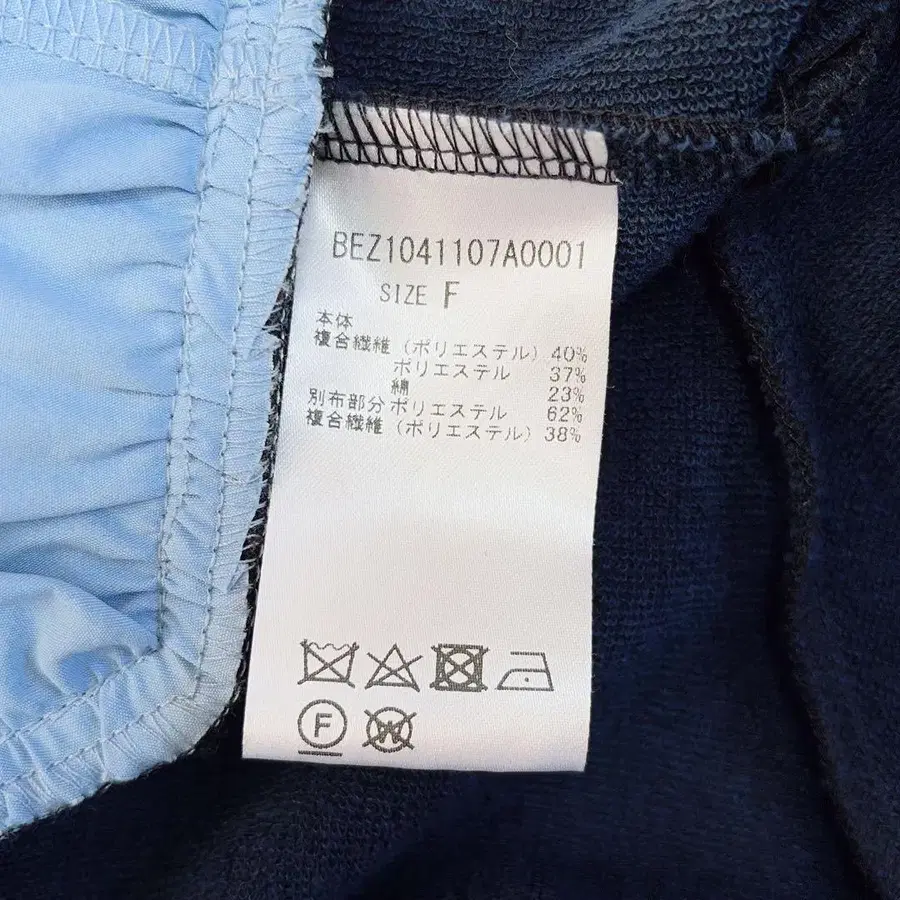 BEZ1041107A0001
SIZE F
本体
複合繊維 (ポリエステル) 40%
ポリエステル 37%
綿 23%
別布部分 ポリエステル 62%
複合繊維 (ポリエステル) 38%
F
W